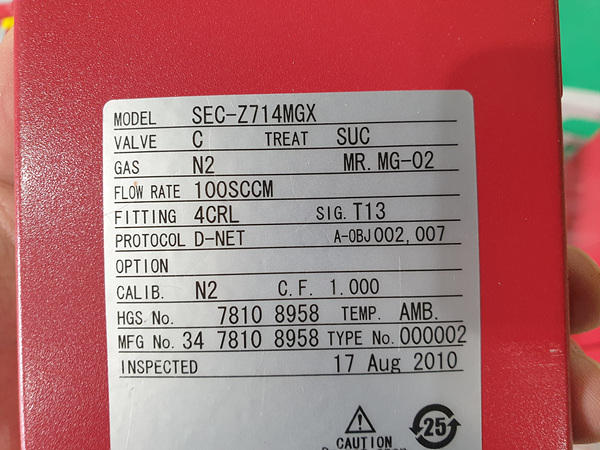 MODEL SEC-Z714MGX
VALVE C TREAT SUC
GAS N2 MR. MG-02
FLOW RATE 100SCCM
FITTING 4CRL SIG. T13
PROTOCOL D-NET A-OBJ002,007
OPTION
CALIB. N2 C.F. 1.000
HGS No. 7810 8958 TEMP. AMB.
MFG No. 34 7810 8958 TYPE No. 000002
INSPECTED 17 Aug 2010
25
CAUTION